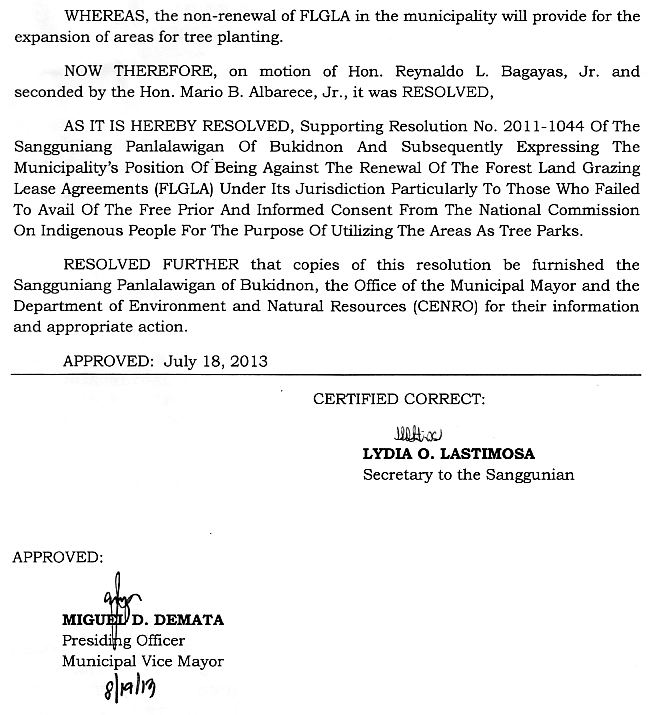 WHEREAS, the non-renewal of FLGLA in the municipality will provide for the
expansion of areas for tree planting.
NOW THEREFORE, on motion of Hon. Reynaldo L. Bagayas, Jr. and
seconded by the Hon. Mario B. Albarece, Jr., it was RESOLVED,
AS IT IS HEREBY RESOLVED, Supporting Resolution No. 2011-1044 Of The
Sangguniang Panlalawigan Of Bukidnon And Subsequently Expressing The
Municipality's Position Of Being Against The Renewal Of The Forest Land Grazing
Lease Agreements (FLGLA) Under Its Jurisdiction Particularly To Those Who Failed
To Avail Of The Free Prior And Informed Consent From The National Commission
On Indigenous People For The Purpose Of Utilizing The Areas As Tree Parks.
RESOLVED FURTHER that copies of this resolution be furnished the
Sangguniang Panlalawigan of Bukidnon, the Office of the Municipal Mayor and the
Department of Environment and Natural Resources (CENRO) for their information
and appropriate action.
APPROVED: July 18, 2013
CERTIFIED CORRECT:
LYDIA O. LASTIMOSA
Secretary to the Sanggunian
APPROVED:
MIGUEL D. DEMATA
Presiding Officer
Municipal Vice Mayor
8/19/13